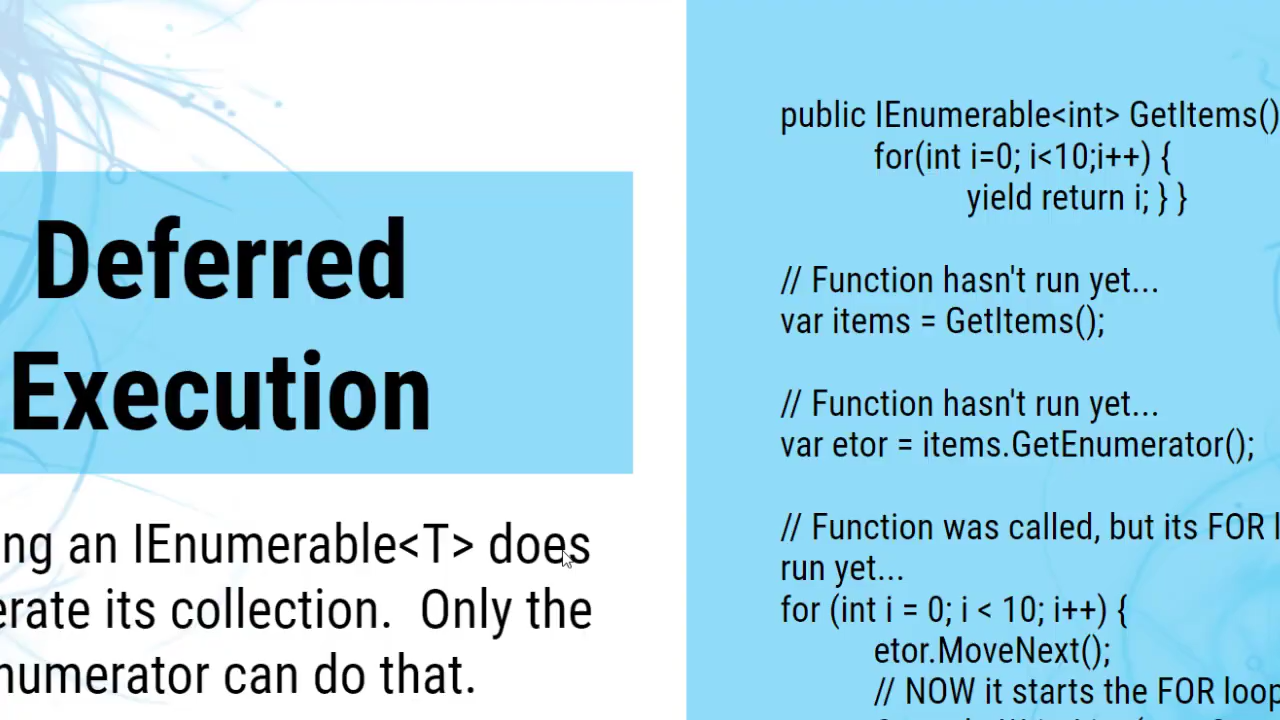 Deferred
Execution
ing an IEnumerable<T> does
erate its collection.  Only the
numerator can do that.
public IEnumerable<int> GetItems()
for(int i=0; i<10;i++) {
yield return i; } }
// Function hasn't run yet...
var items = GetItems();
// Function hasn't run yet...
var etor = items.GetEnumerator();
// Function was called, but its FOR l
run yet...
for (int i = 0; i < 10; i++) {
etor.MoveNext();
// NOW it starts the FOR loop